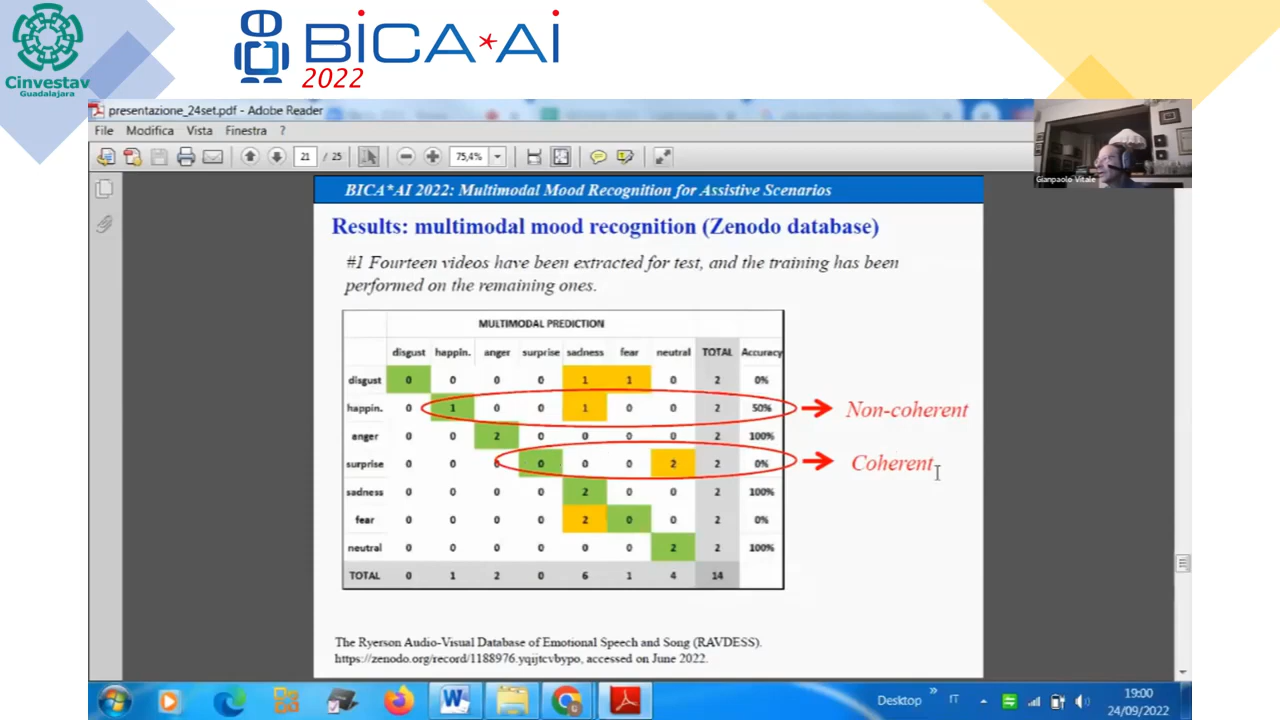 Cinvestav
Guadalajara
BiCA*Ai
2022
presentazione_24set.pdf - Adobe Reader
File Modifica Vista Finestra ?
21 / 25 75,4%
Gianpaolo Vitale
BICA*AI 2022: Multimodal Mood Recognition for Assistive Scenarios
Results: multimodal mood recognition (Zenodo database)
#1 Fourteen videos have been extracted for test, and the training has been
performed on the remaining ones.
MULTIMODAL PREDICTION
disgust happin. anger surprise sadness fear neutral TOTAL Accuracy
disgust 0 0 0 0 1 1 0 2 0%
happin. 0 1 0 0 1 0 0 2 50%
Non-coherent
anger 0 0 2 0 0 0 0 2 100%
surprise 0 0 0 0 0 0 2 2 0%
Coherent
sadness 0 0 0 0 2 0 0 2 100%
fear 0 0 0 0 2 0 0 2 0%
neutral 0 0 0 0 0 0 2 2 100%
TOTAL 0 1 2 0 6 1 4 14
The Ryerson Audio-Visual Database of Emotional Speech and Song (RAVDESS).
https://zenodo.org/record/1188976.yqijtcvbypo, accessed on June 2022.
Desktop » IT 19:00
24/09/2022